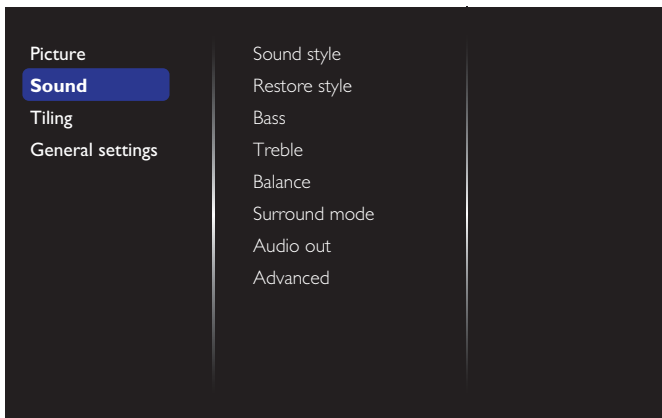 Picture
Sound
Tiling
General settings
Sound style
Restore style
Bass
Treble
Balance
Surround mode
Audio out
Advanced